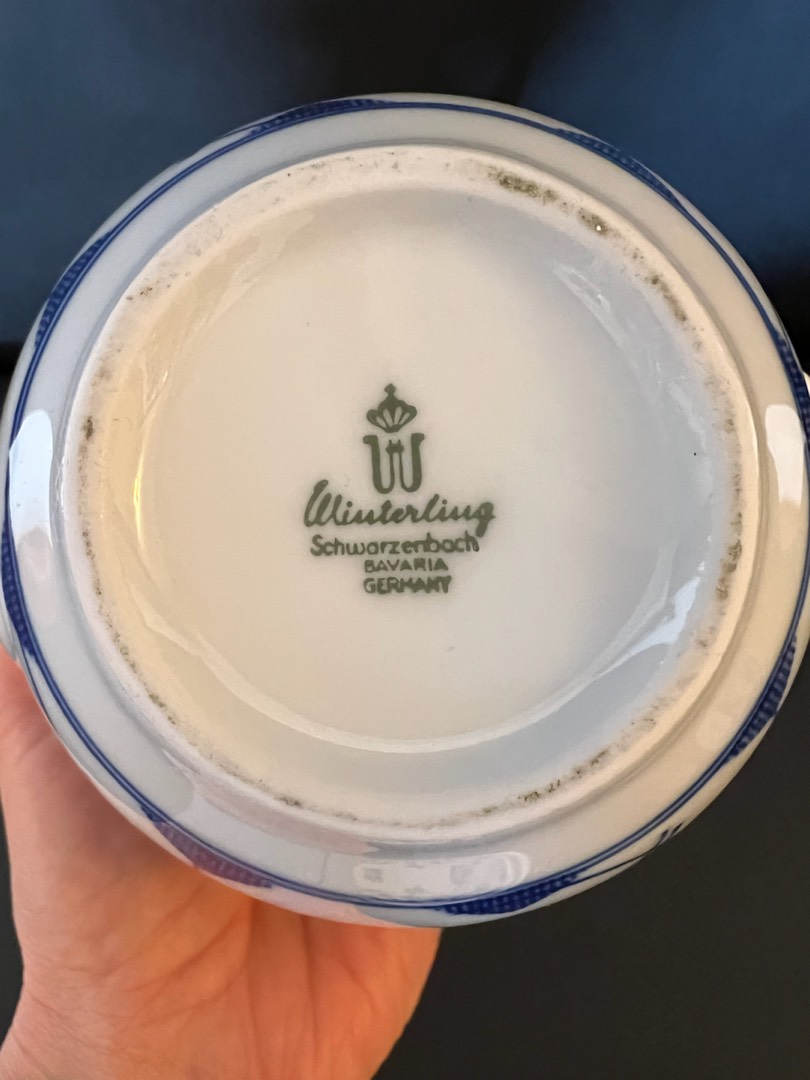 W
Winterling
Schwarzenbach
BAVARIA
GERMANY